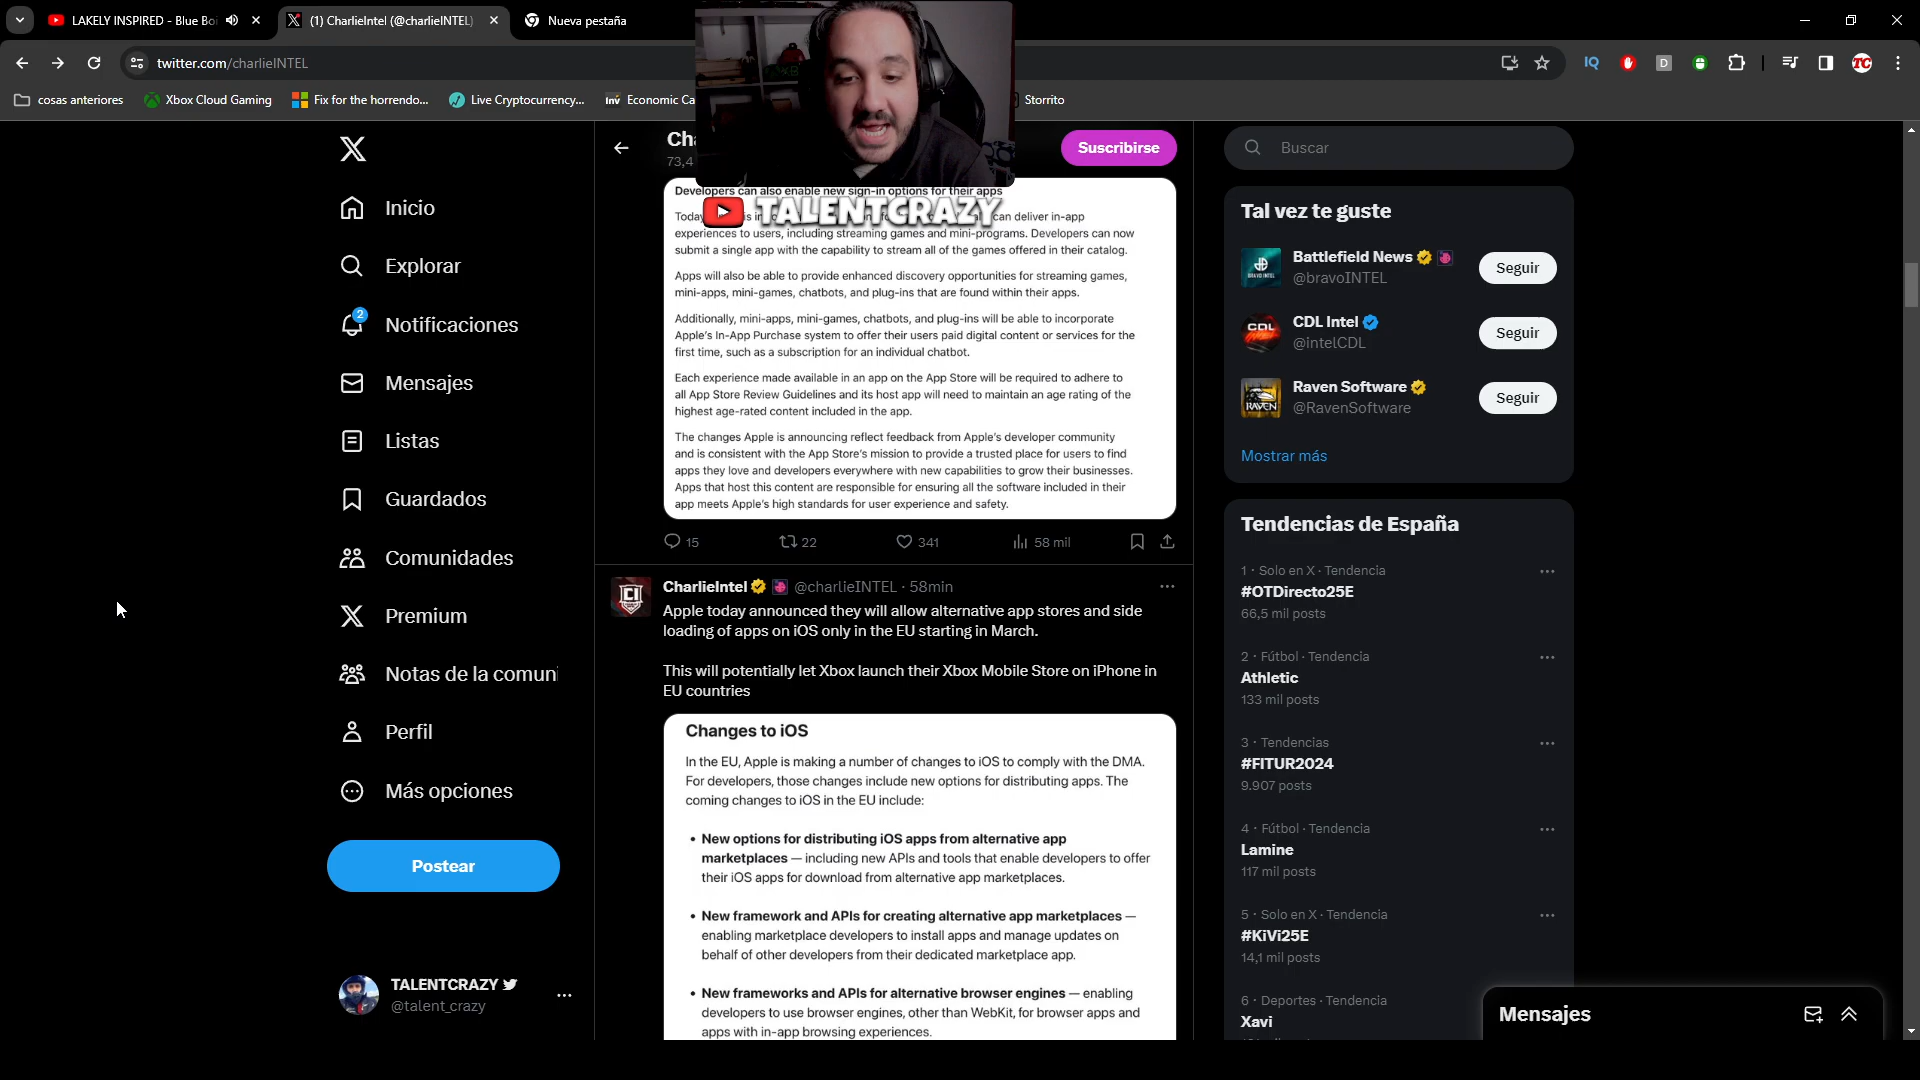 LAKELY INSPIRED - Blue Boi
(1) CharlieIntel (@charlieINTEL)
Nueva pestaña
twitter.com/charlieINTEL
IQ
D
TC
cosas anteriores
Xbox Cloud Gaming
Fix for the horrendo...
Live Cryptocurrency...
Inv
Economic Ca
Storrito
Inicio
Explorar
2
Notificaciones
Mensajes
Listas
Guardados
Comunidades
Premium
Notas de la comuni
Perfil
Más opciones
Postear
TALENTCRAZY
@talent_crazy
Cha
73,4
Suscribirse
TALENTCRAZY
Developers can also enable new sign-in options for their apps
Today can deliver in-app
experiences to users, including streaming games and mini-programs. Developers can now
submit a single app with the capability to stream all of the games offered in their catalog.
Apps will also be able to provide enhanced discovery opportunities for streaming games,
mini-apps, mini-games, chatbots, and plug-ins that are found within their apps.
Additionally, mini-apps, mini-games, chatbots, and plug-ins will be able to incorporate
Apple's In-App Purchase system to offer their users paid digital content or services for the
first time, such as a subscription for an individual chatbot.
Each experience made available in an app on the App Store will be required to adhere to
all App Store Review Guidelines and its host app will need to maintain an age rating of the
highest age-rated content included in the app.
The changes Apple is announcing reflect feedback from Apple's developer community
and is consistent with the App Store's mission to provide a trusted place for users to find
apps they love and developers everywhere with new capabilities to grow their businesses.
Apps that host this content are responsible for ensuring all the software included in their
app meets Apple's high standards for user experience and safety.
15
22
341
58 mil
CI
CharlieIntel @charlieINTEL · 58min
Apple today announced they will allow alternative app stores and side
loading of apps on iOS only in the EU starting in March.
This will potentially let Xbox launch their Xbox Mobile Store on iPhone in
EU countries
Changes to iOS
In the EU, Apple is making a number of changes to iOS to comply with the DMA.
For developers, those changes include new options for distributing apps. The
coming changes to iOS in the EU include:
• New options for distributing iOS apps from alternative app
marketplaces — including new APIs and tools that enable developers to offer
their iOS apps for download from alternative app marketplaces.
• New framework and APIs for creating alternative app marketplaces —
enabling marketplace developers to install apps and manage updates on
behalf of other developers from their dedicated marketplace app.
• New frameworks and APIs for alternative browser engines — enabling
developers to use browser engines, other than WebKit, for browser apps and
apps with in-app browsing experiences.
Buscar
Tal vez te guste
BRAVO INTEL
Battlefield News
@bravoINTEL
Seguir
CDL
CDL Intel
@intelCDL
Seguir
RAVEN
Raven Software
@RavenSoftware
Seguir
Mostrar más
Tendencias de España
1 · Solo en X · Tendencia
#OTDirecto25E
66,5 mil posts
2 · Fútbol · Tendencia
Athletic
133 mil posts
3 · Tendencias
#FITUR2024
9.907 posts
4 · Fútbol · Tendencia
Lamine
117 mil posts
5 · Solo en X · Tendencia
#KiVi25E
14,1 mil posts
6 · Deportes · Tendencia
Xavi
Mensajes